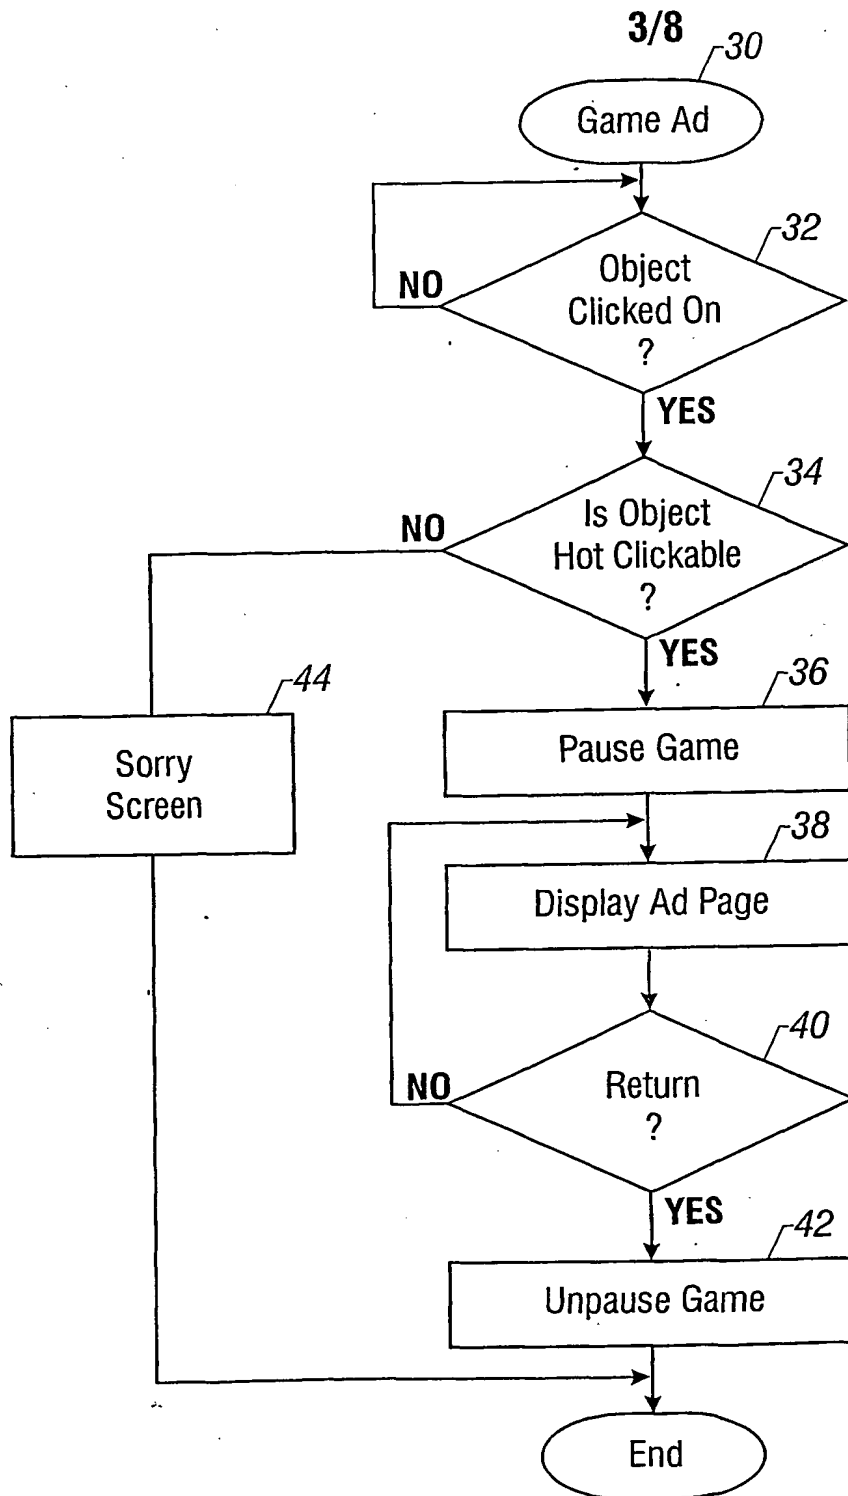 3/8
30
Game Ad
32
Object
Clicked On
?
NO
YES
34
Is Object
Hot Clickable
?
NO
YES
44
Sorry
Screen
36
Pause Game
38
Display Ad Page
40
Return
?
NO
YES
42
Unpause Game
End